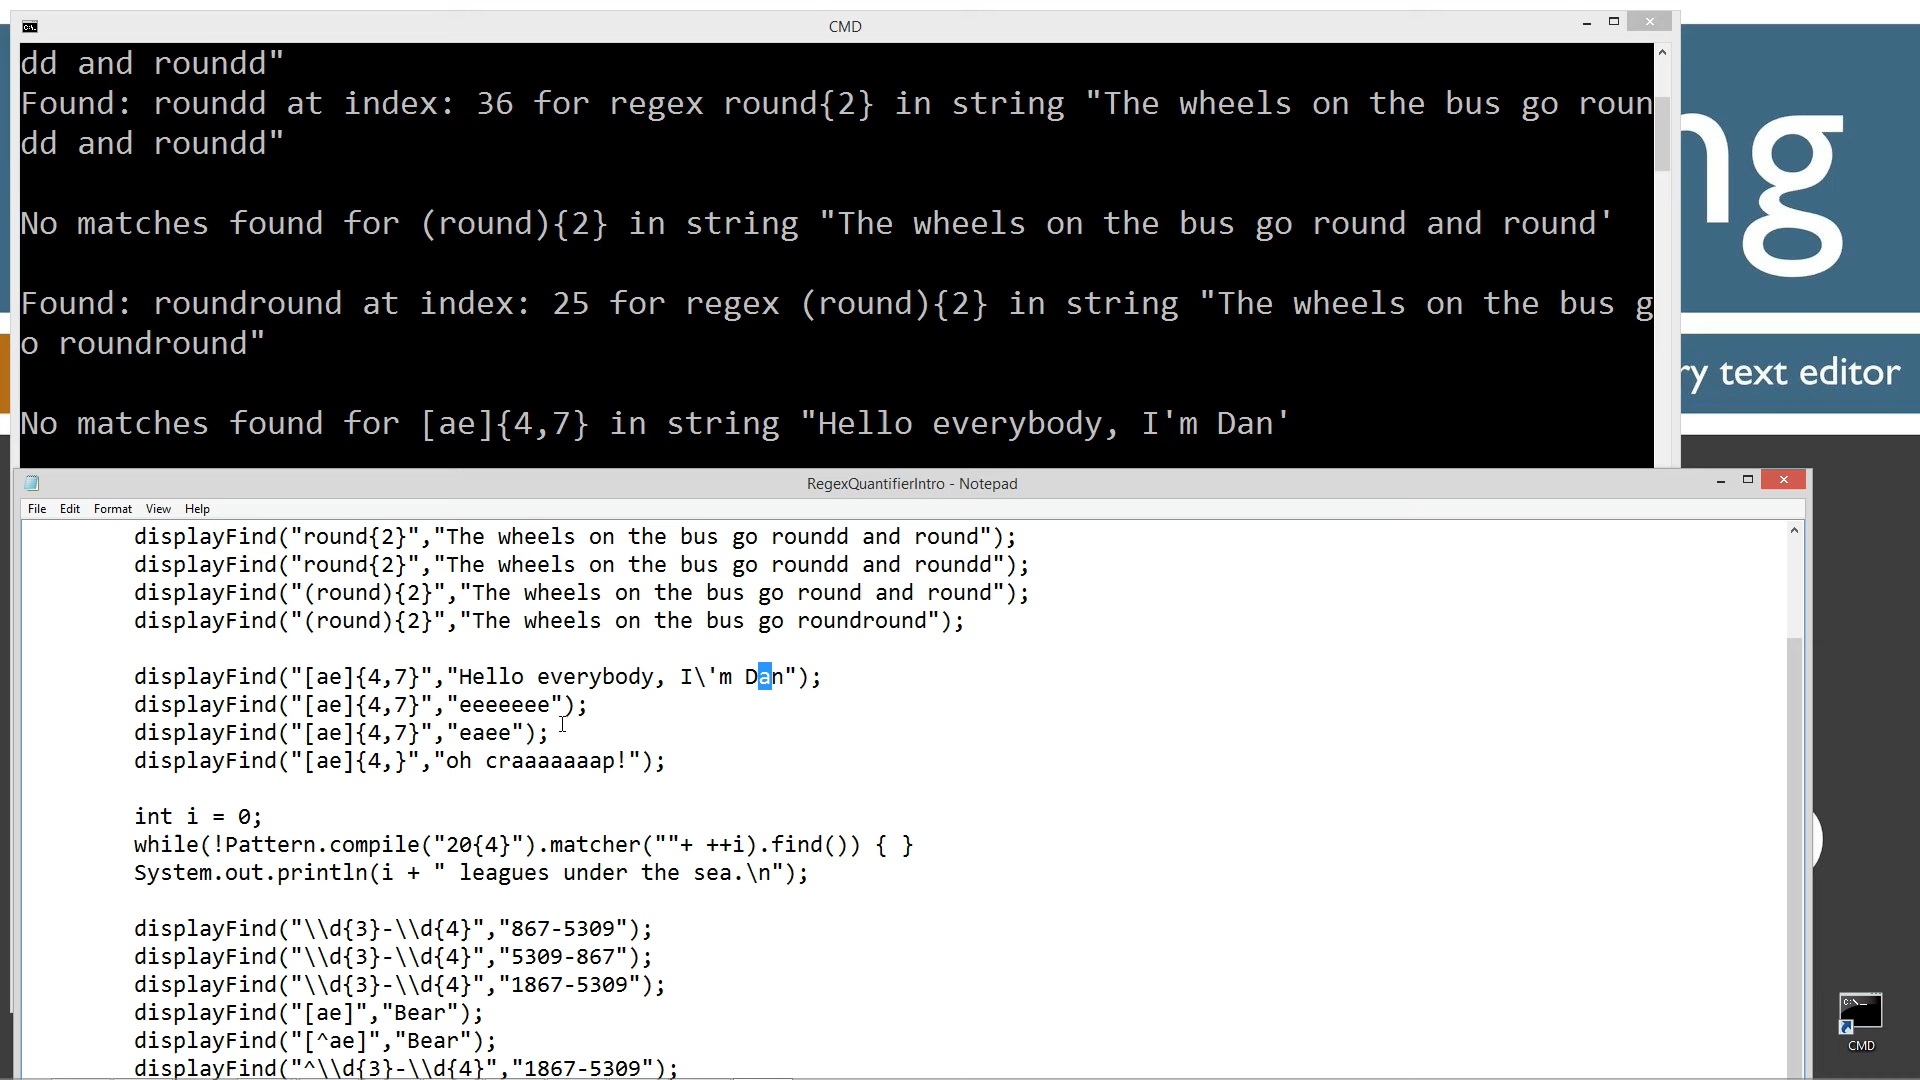 CMD
dd and roundd"
Found: roundd at index: 36 for regex round{2} in string "The wheels on the bus go roun
dd and roundd"
No matches found for (round){2} in string "The wheels on the bus go round and round'
Found: roundround at index: 25 for regex (round){2} in string "The wheels on the bus g
o roundround"
No matches found for [ae]{4,7} in string "Hello everybody, I'm Dan'
ng
ry text editor
RegexQuantifierIntro - Notepad
File Edit Format View Help
displayFind("round{2}","The wheels on the bus go roundd and round");
displayFind("round{2}","The wheels on the bus go roundd and roundd");
displayFind("(round){2}","The wheels on the bus go round and round");
displayFind("(round){2}","The wheels on the bus go roundround");
displayFind("[ae]{4,7}","Hello everybody, I\'m Dan");
displayFind("[ae]{4,7}","eeeeeee");
displayFind("[ae]{4,7}","eaee");
displayFind("[ae]{4,}","oh craaaaaaap!");
int i = 0;
while(!Pattern.compile("20{4}").matcher(""+ ++i).find()) { }
System.out.println(i + " leagues under the sea.\n");
displayFind("\\d{3}-\\d{4}","867-5309");
displayFind("\\d{3}-\\d{4}","5309-867");
displayFind("\\d{3}-\\d{4}","1867-5309");
displayFind("[ae]","Bear");
displayFind("[^ae]","Bear");
displayFind("^\\d{3}-\\d{4}","1867-5309");
CMD